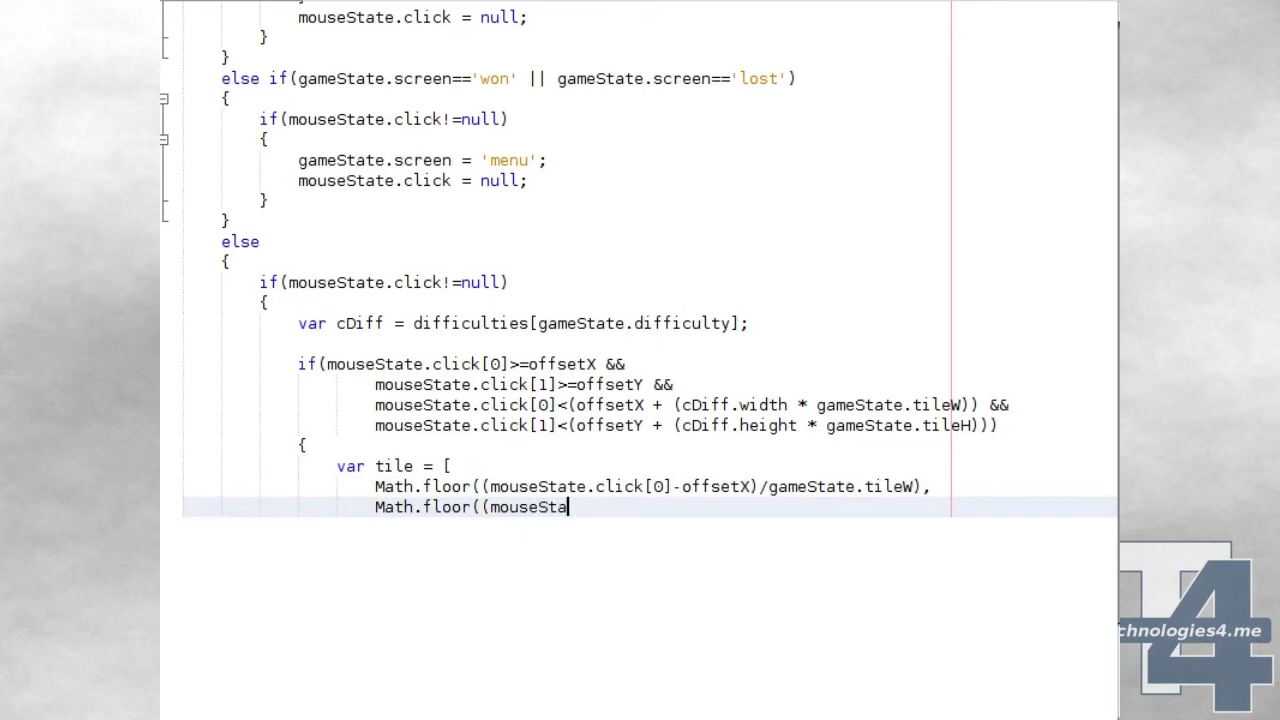 mouseState.click = null;
}
}
else if(gameState.screen=='won' || gameState.screen=='lost')
{
if(mouseState.click!=null)
{
gameState.screen = 'menu';
mouseState.click = null;
}
}
else
{
if(mouseState.click!=null)
{
var cDiff = difficulties[gameState.difficulty];
if(mouseState.click[0]>=offsetX &&
mouseState.click[1]>=offsetY &&
mouseState.click[0]<(offsetX + (cDiff.width * gameState.tileW)) &&
mouseState.click[1]<(offsetY + (cDiff.height * gameState.tileH)))
{
var tile = [
Math.floor((mouseState.click[0]-offsetX)/gameState.tileW),
Math.floor((mouseSta
T4
chnologies4.me